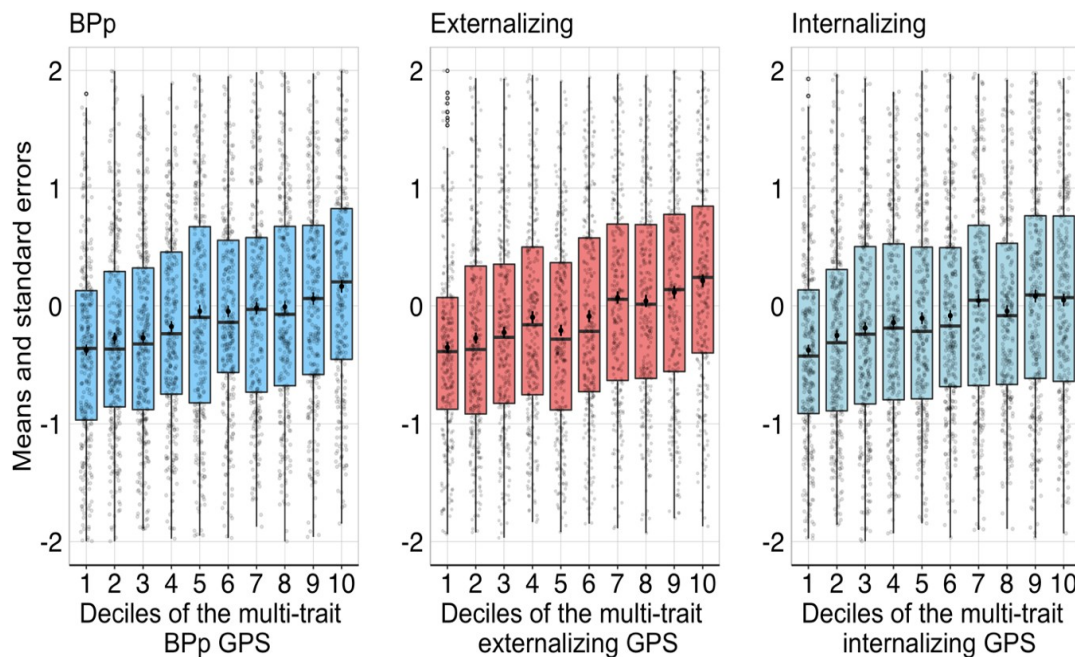 BPp
Externalizing
Internalizing
Means and standard errors
2
1
0
-1
-2
2
1
0
-1
-2
2
1
0
-1
-2
1 2 3 4 5 6 7 8 9 10
1 2 3 4 5 6 7 8 9 10
1 2 3 4 5 6 7 8 9 10
Deciles of the multi-trait
BPp GPS
Deciles of the multi-trait
externalizing GPS
Deciles of the multi-trait
internalizing GPS